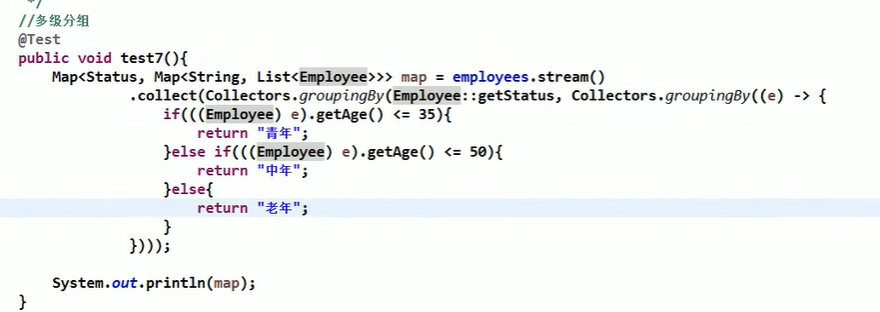 */
//多级分组
@Test
public void test7(){
    Map<Status, Map<String, List<Employee>>> map = employees.stream()
            .collect(Collectors.groupingBy(Employee::getStatus, Collectors.groupingBy((e) -> {
                if(((Employee) e).getAge() <= 35){
                    return "青年";
                }else if(((Employee) e).getAge() <= 50){
                    return "中年";
                }else{
                    return "老年";
                }
            })));
    System.out.println(map);
}